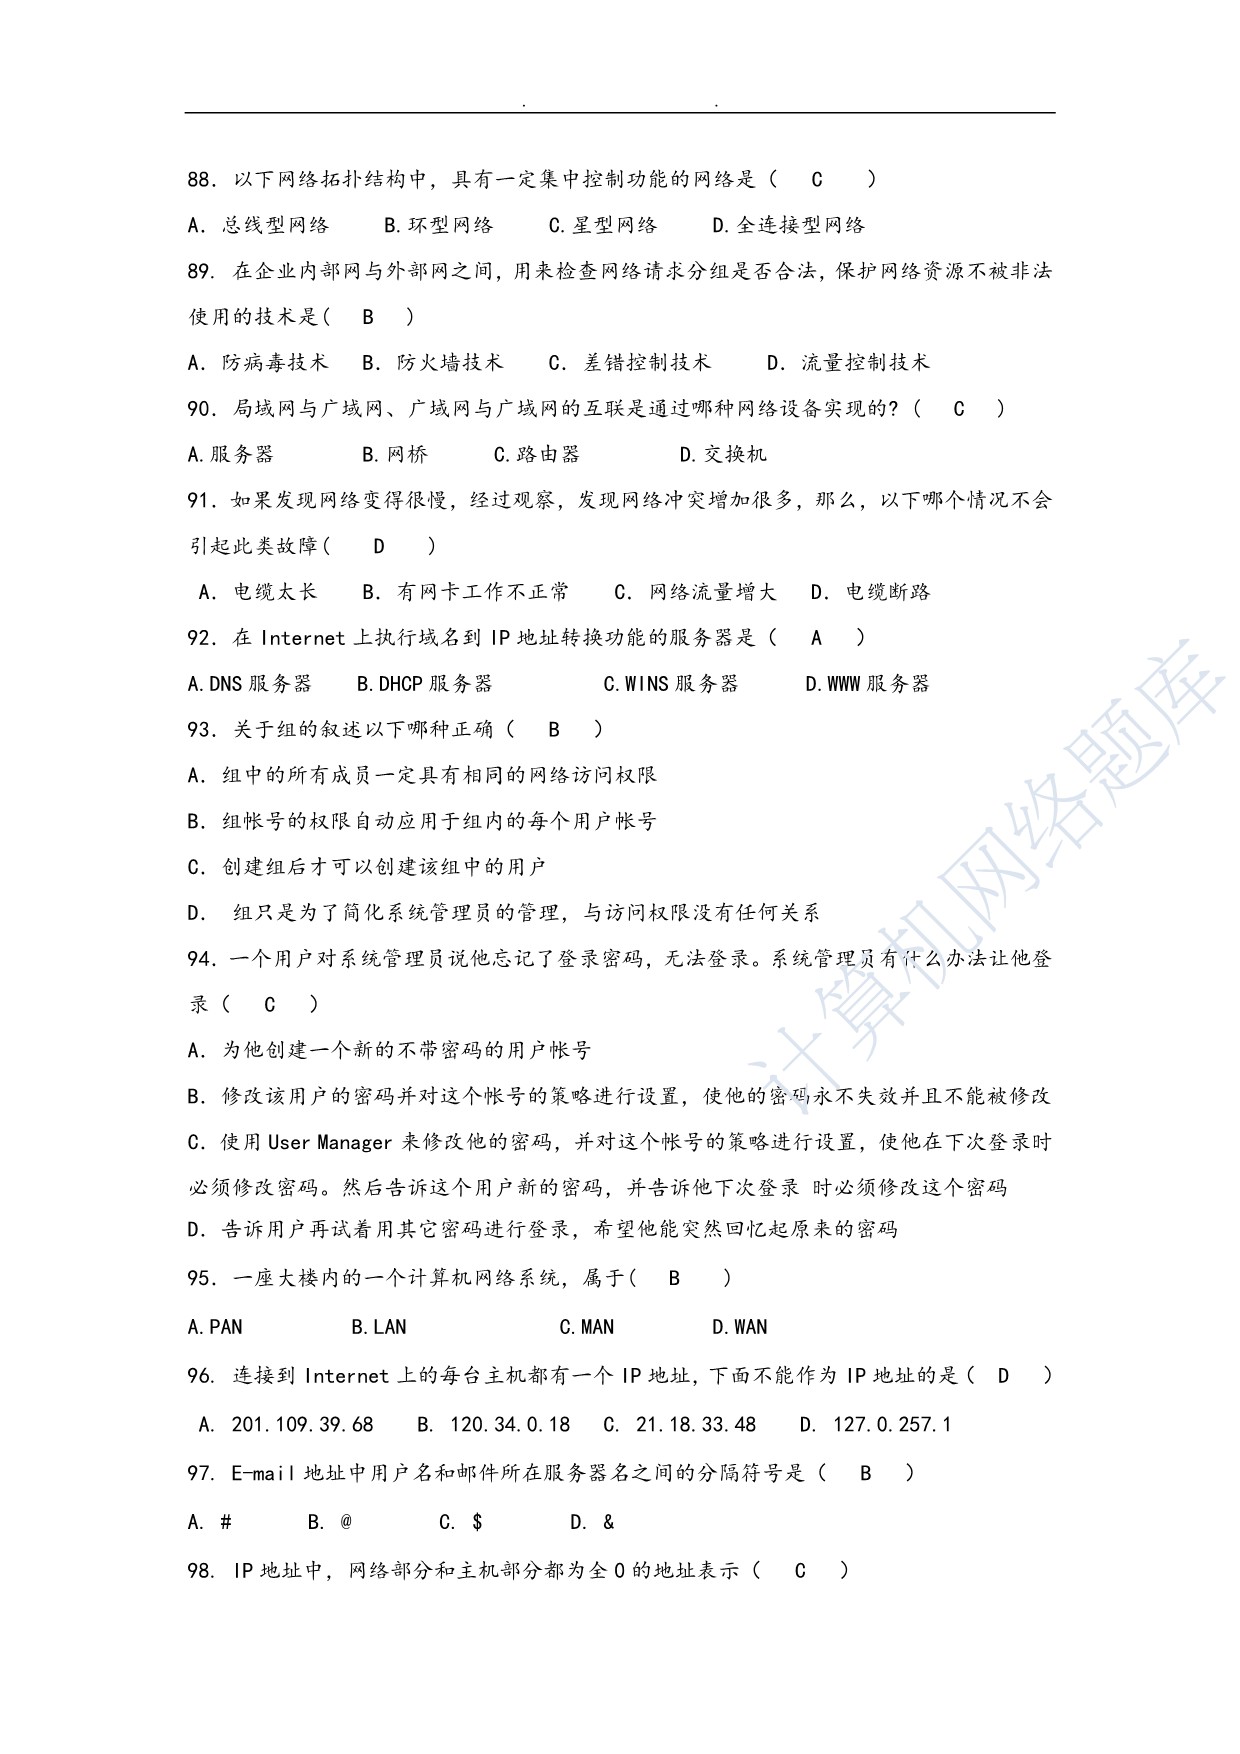 88. 以下网络拓扑结构中, 具有一定集中控制功能的网络是（ C ）
A. 总线型网络 B.环型网络 C.星型网络 D.全连接型网络
89. 在企业内部网与外部网之间, 用来检查网络请求分组是否合法, 保护网络资源不被非法
使用的技术是( B )
A. 防病毒技术 B. 防火墙技术 C. 差错控制技术 D. 流量控制技术
90. 局域网与广域网、广域网与广域网的互联是通过哪种网络设备实现的?（ C ）
A.服务器 B.网桥 C.路由器 D.交换机
91. 如果发现网络变得很慢, 经过观察, 发现网络冲突增加很多, 那么, 以下哪个情况不会
引起此类故障( D )
A. 电缆太长 B. 有网卡工作不正常 C. 网络流量增大 D. 电缆断路
92. 在 Internet 上执行域名到 IP 地址转换功能的服务器是（ A ）
A.DNS 服务器 B.DHCP 服务器 C.WINS 服务器 D.WWW 服务器
93. 关于组的叙述以下哪种正确（ B ）
A. 组中的所有成员一定具有相同的网络访问权限
B. 组帐号的权限自动应用于组内的每个用户帐号
C. 创建组后才可以创建该组中的用户
D. 组只是为了简化系统管理员的管理, 与访问权限没有任何关系
94. 一个用户对系统管理员说他忘记了登录密码, 无法登录。系统管理员有什么办法让他登
录（ C ）
A. 为他创建一个新的不带密码的用户帐号
B. 修改该用户的密码并对这个帐号的策略进行设置, 使他的密码永不失效并且不能被修改
C. 使用 User Manager 来修改他的密码, 并对这个帐号的策略进行设置, 使他在下次登录时
必须修改密码。然后告诉这个用户新的密码, 并告诉他下次登录 时必须修改这个密码
D. 告诉用户再试着用其它密码进行登录, 希望他能突然回忆起原来的密码
95. 一座大楼内的一个计算机网络系统, 属于( B )
A.PAN B.LAN C.MAN D.WAN
96. 连接到 Internet 上的每台主机都有一个 IP 地址, 下面不能作为 IP 地址的是（ D ）
A. 201.109.39.68 B. 120.34.0.18 C. 21.18.33.48 D. 127.0.257.1
97. E-mail 地址中用户名和邮件所在服务器名之间的分隔符号是（ B ）
A. # B. @ C. $ D. &
98. IP 地址中, 网络部分和主机部分都为全 0 的地址表示（ C ）
计算机网络题库